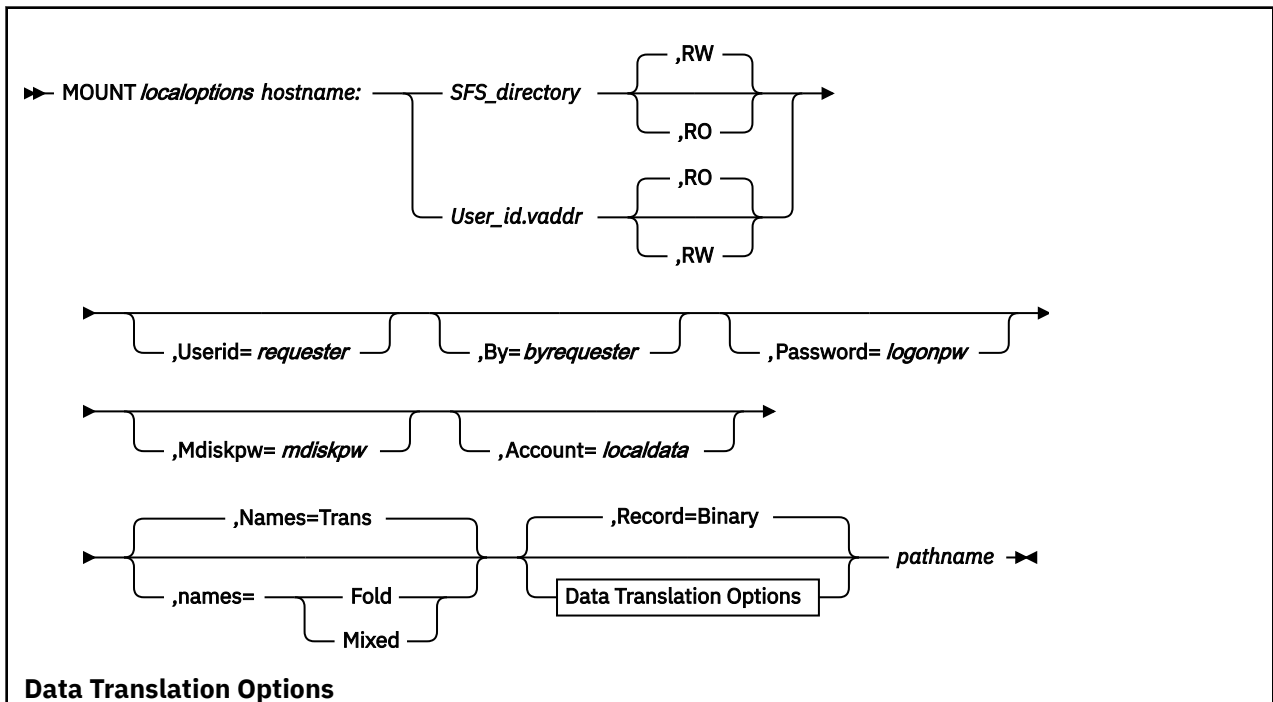 ,RW
MOUNT localoptions hostname: SFS_directory
,RO
,RO
User_id.vaddr
,RW
,Userid= requester ,By= byrequester ,Password= logonpw
,Mdiskpw= mdiskpw ,Account= localdata
,Names=Trans ,Record=Binary
pathname
,names= Fold Data Translation Options
Mixed
Data Translation Options